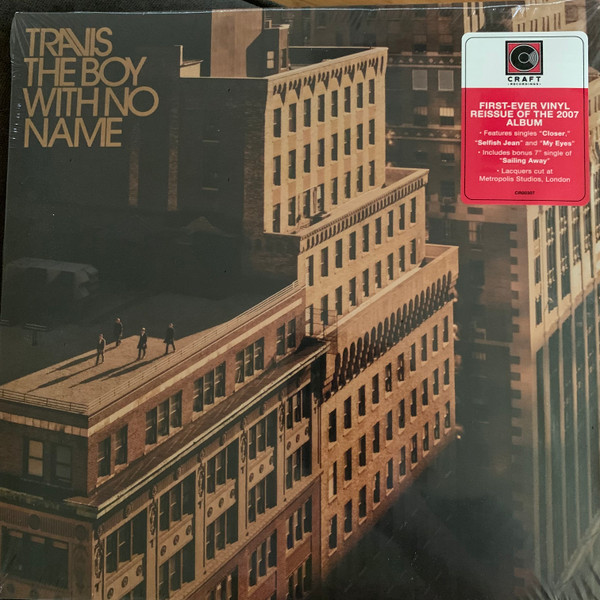 TRAVIS
THE BOY
WITH NO
NAME
CRAFT
RECORDINGS
FIRST-EVER VINYL
REISSUE OF THE 2007
ALBUM
• Features singles "Closer,"
"Selfish Jean" and "My Eyes"
• Includes bonus 7" single of
"Sailing Away"
• Lacquers cut at
Metropolis Studios, London